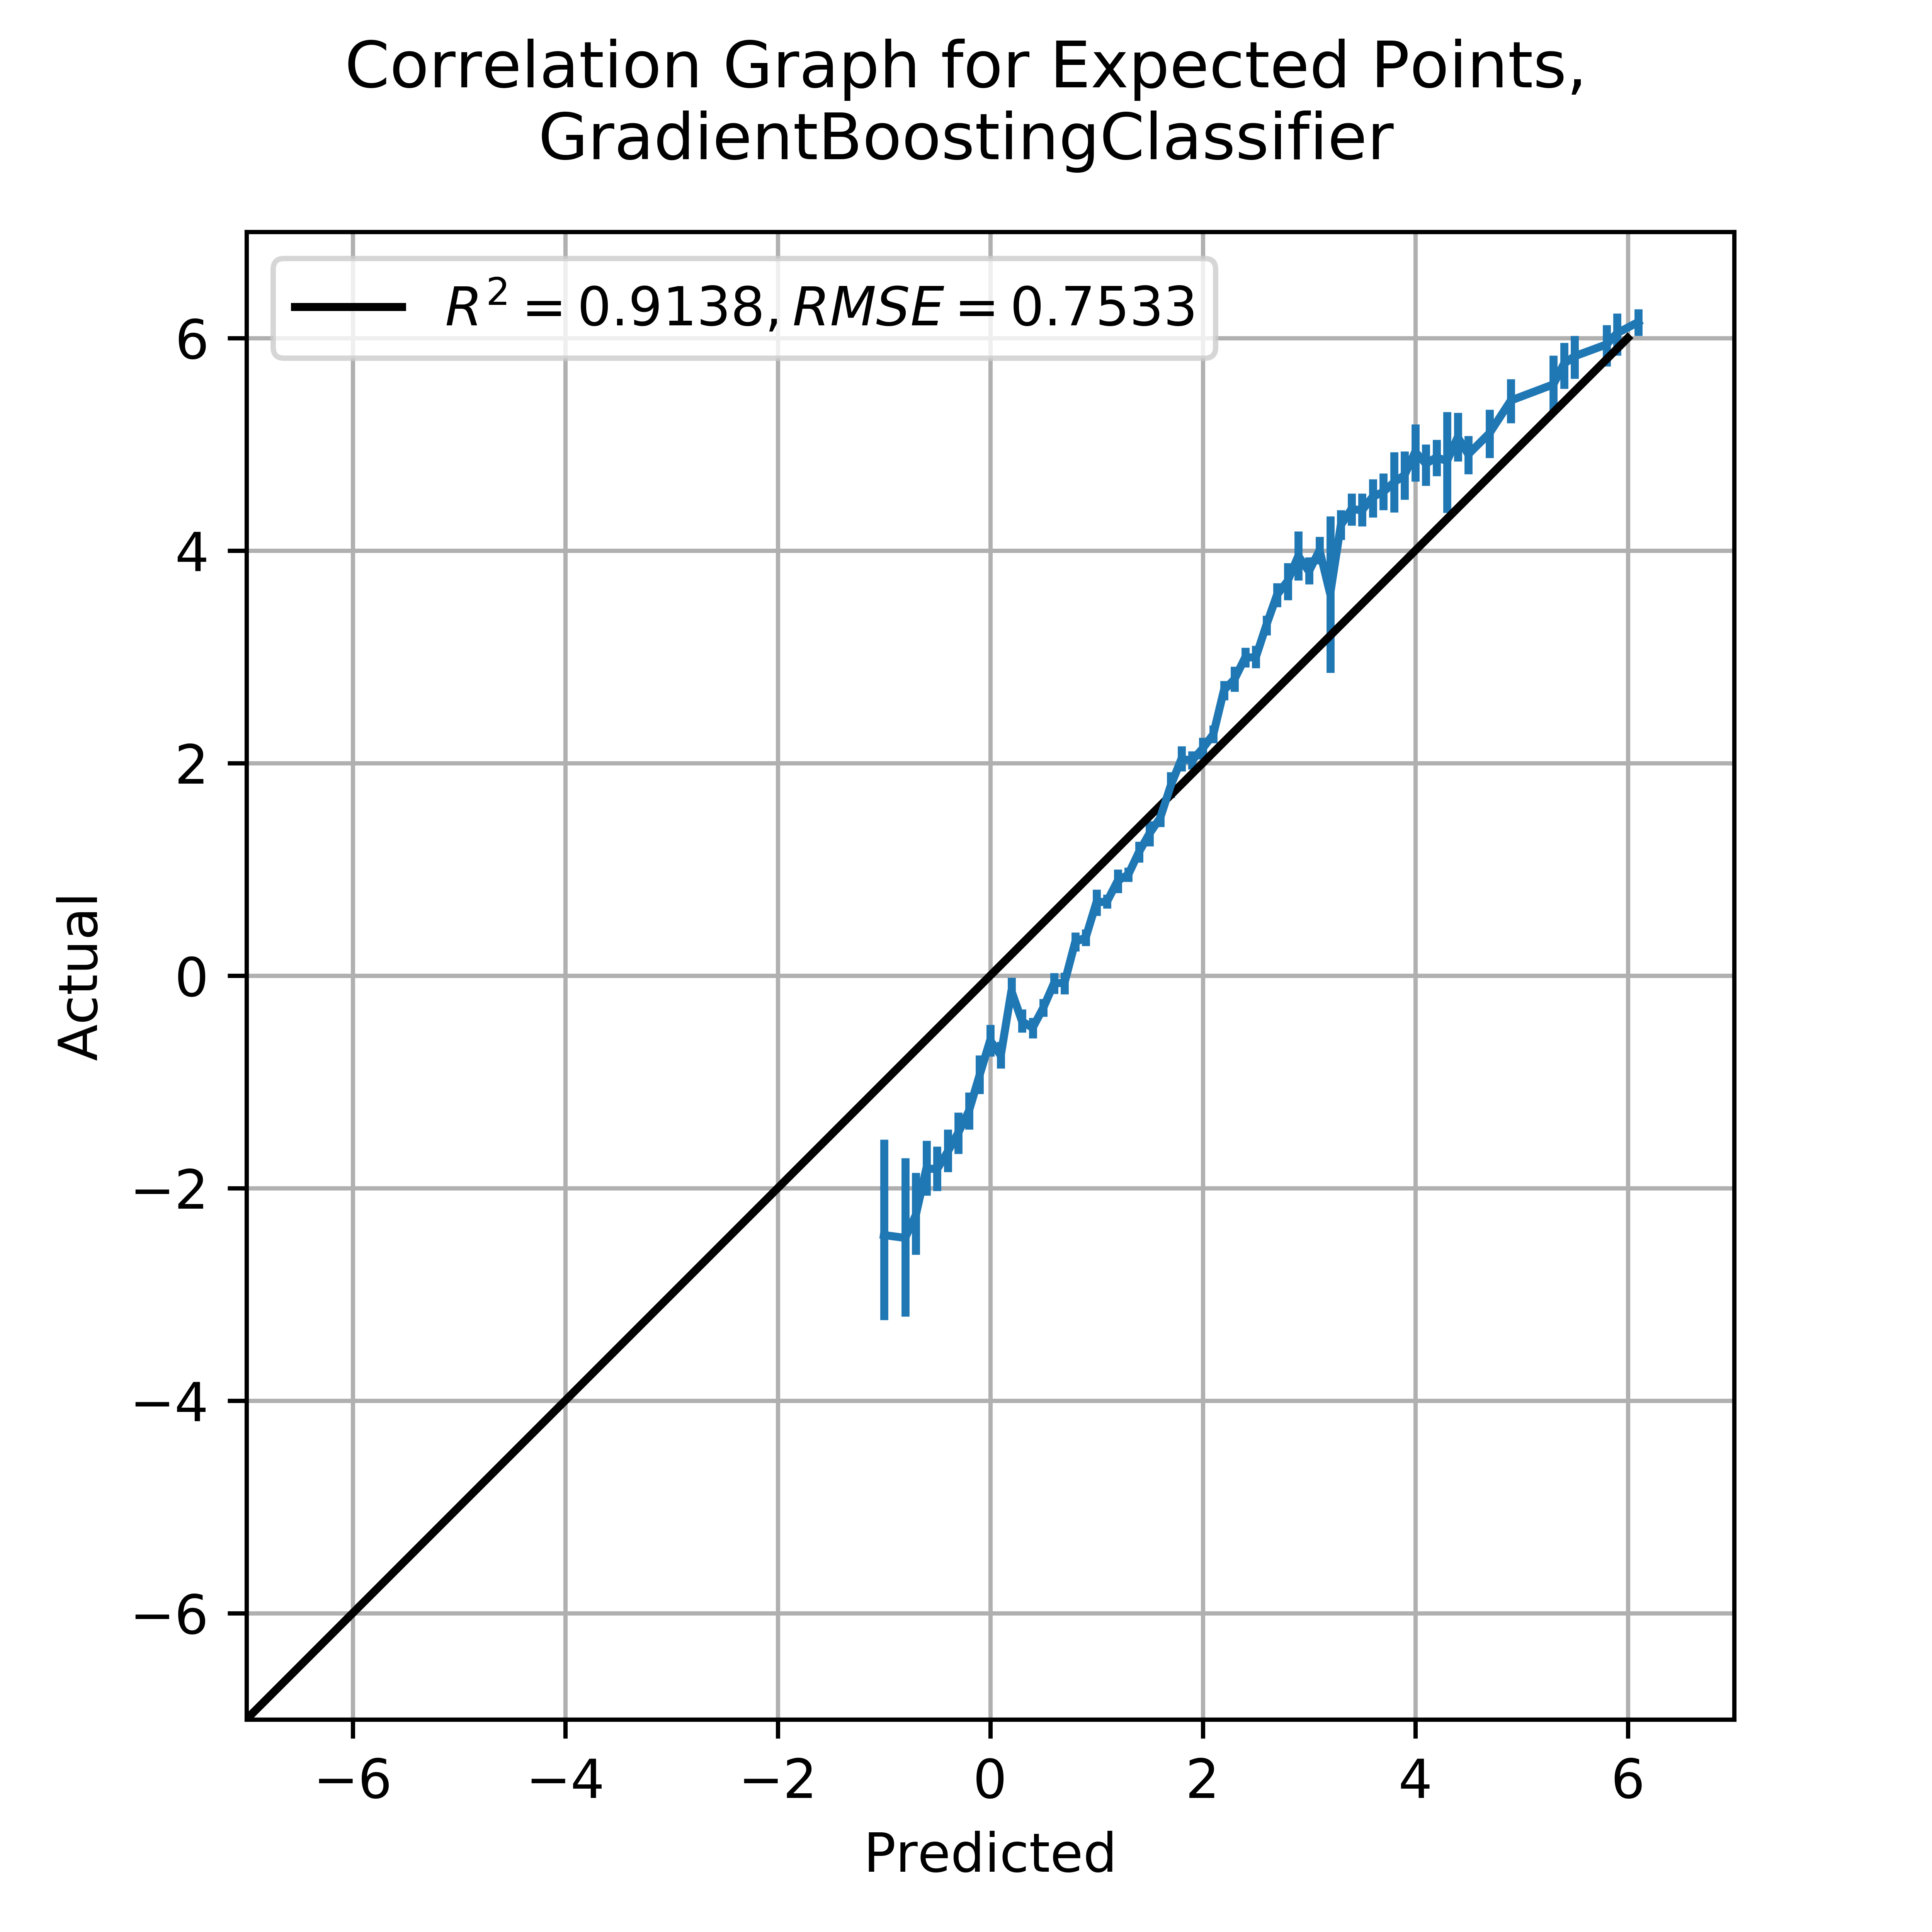 Correlation Graph for Expected Points,
GradientBoostingClassifier
R² = 0.9138, RMSE = 0.7533
6
4
2
0
−2
−4
−6
Actual
−6 −4 −2 0 2 4 6
Predicted